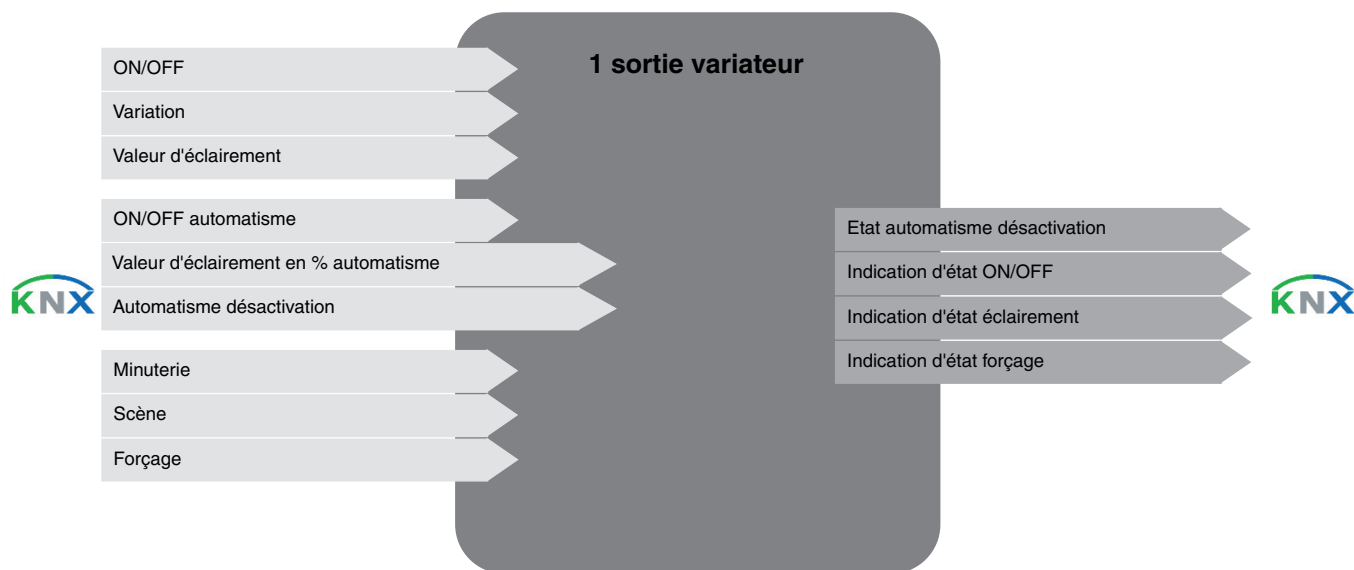 1 sortie variateur
ON/OFF
Variation
Valeur d'éclairement
ON/OFF automatisme
Valeur d'éclairement en % automatisme
Automatisme désactivation
Minuterie
Scène
Forçage
KNX
Etat automatisme désactivation
Indication d'état ON/OFF
Indication d'état éclairement
Indication d'état forçage
KNX